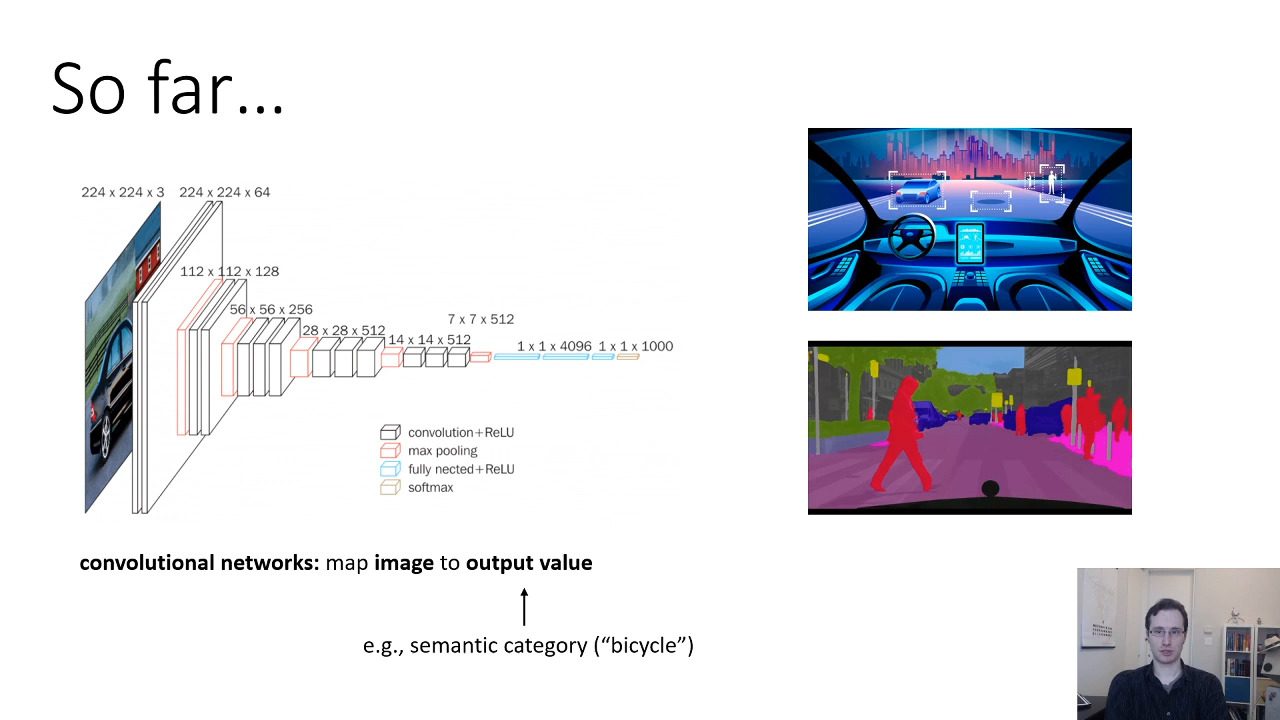 So far...
224 x 224 x 3
224 x 224 x 64
112 x 112 x 128
56 x 56 x 256
28 x 28 x 512
14 x 14 x 512
7 x 7 x 512
1 x 1 x 4096
1 x 1 x 1000
convolution+ReLU
max pooling
fully nected+ReLU
softmax
convolutional networks: map image to output value
e.g., semantic category (“bicycle”)